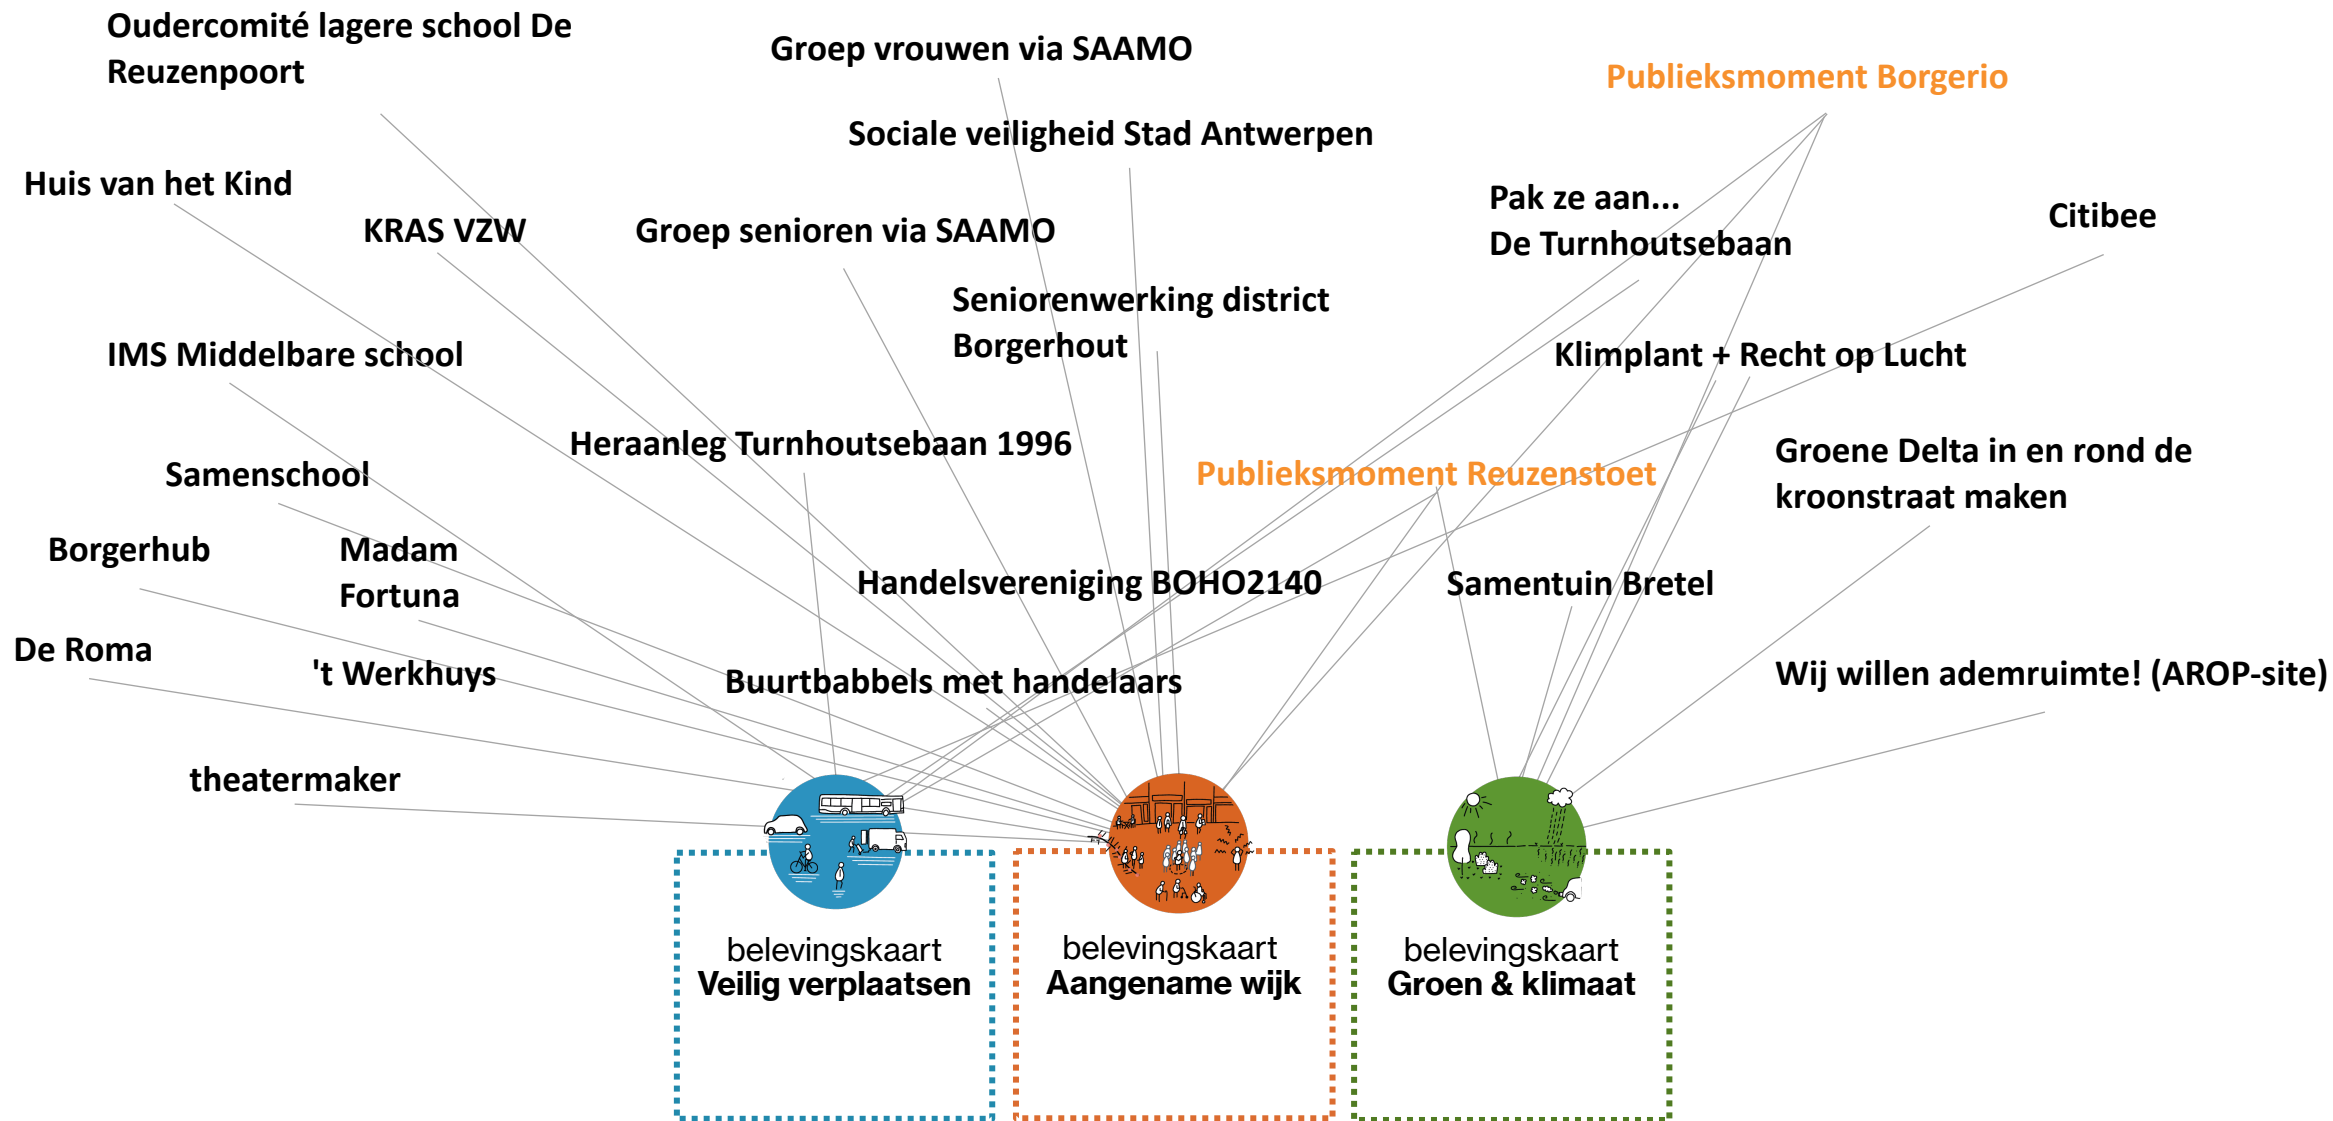 Oudercomité lagere school De
Reuzenpoort
Groep vrouwen via SAAMO
Publieksmoment Borgerio
Sociale veiligheid Stad Antwerpen
Huis van het Kind
KRAS VZW
Groep senioren via SAAMO
Pak ze aan...
De Turnhoutsebaan
Citibee
Seniorenwerking district
Borgerhout
IMS Middelbare school
Klimplant + Recht op Lucht
Heraanleg Turnhoutsebaan 1996
Samenschool
Publieksmoment Reuzenstoet
Groene Delta in en rond de
kroonstraat maken
Borgerhub
Madam
Fortuna
Handelsvereniging BOHO2140
Samentuin Bretel
De Roma
't Werkhuys
Buurtbabbels met handelaars
Wij willen ademruimte! (AROP-site)
theatermaker
belevingskaart
Veilig verplaatsen
belevingskaart
Aangename wijk
belevingskaart
Groen & klimaat